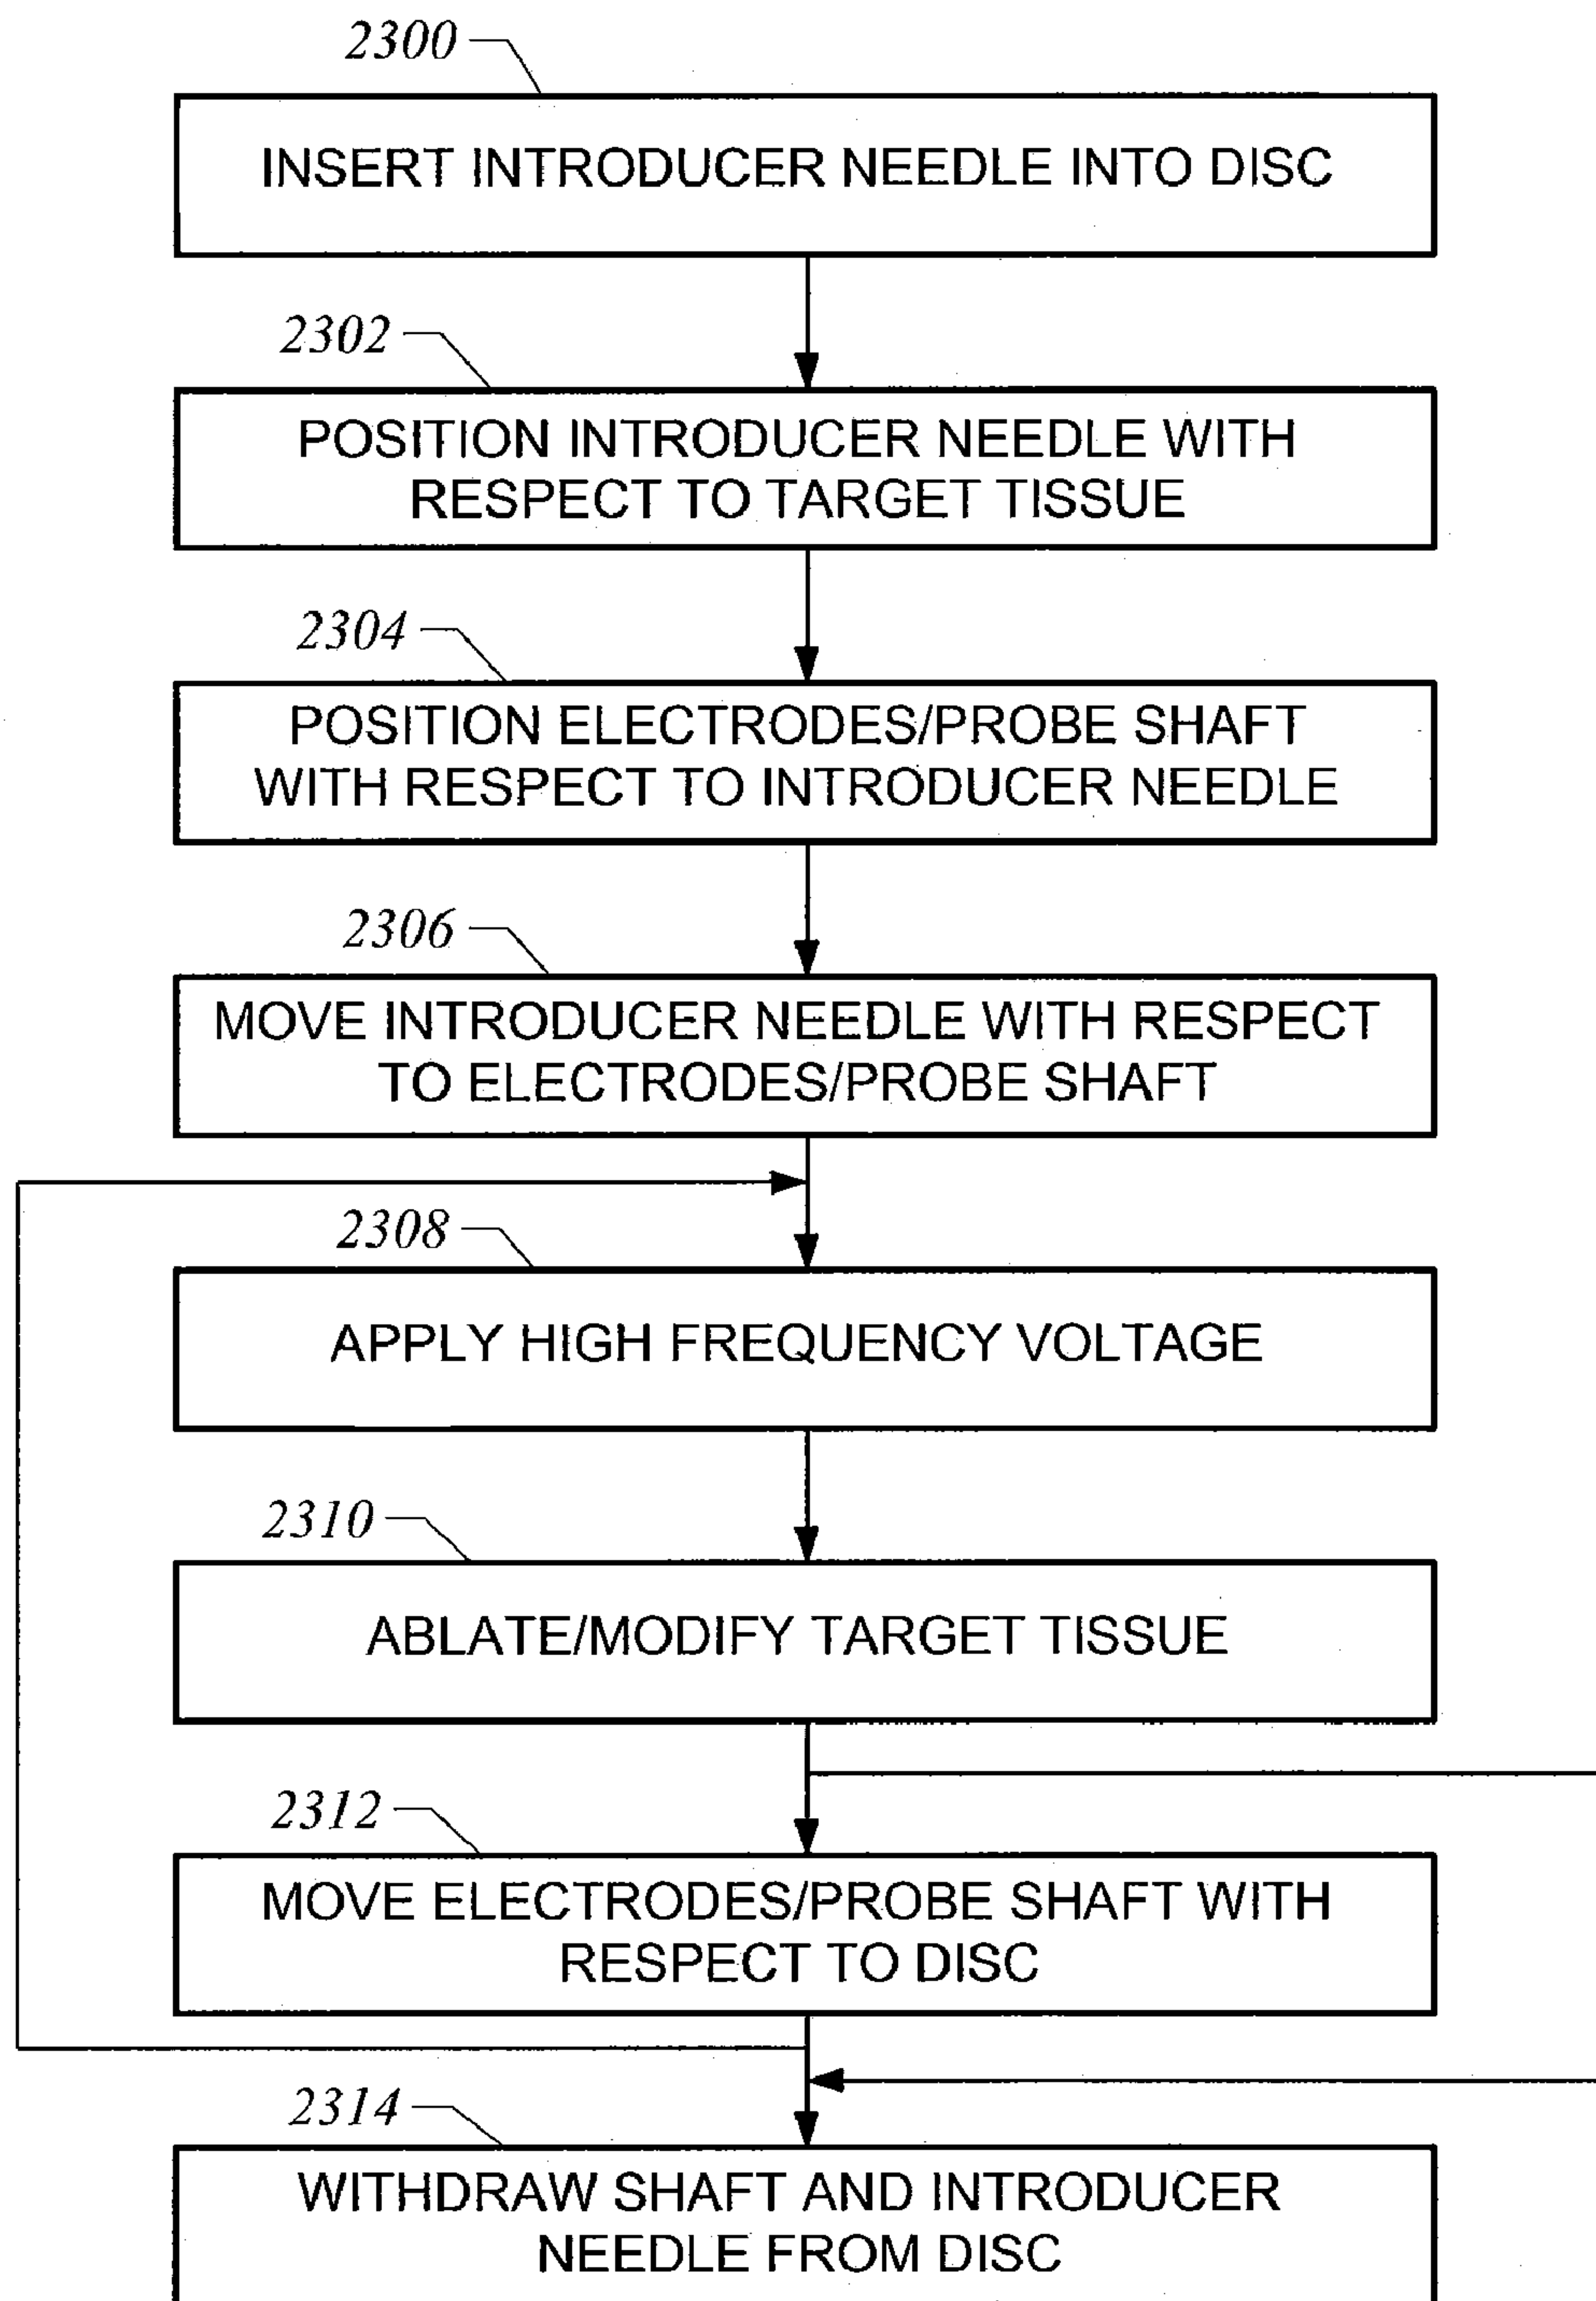 2300
INSERT INTRODUCER NEEDLE INTO DISC
2302
POSITION INTRODUCER NEEDLE WITH
RESPECT TO TARGET TISSUE
2304
POSITION ELECTRODES/PROBE SHAFT
WITH RESPECT TO INTRODUCER NEEDLE
2306
MOVE INTRODUCER NEEDLE WITH RESPECT
TO ELECTRODES/PROBE SHAFT
2308
APPLY HIGH FREQUENCY VOLTAGE
2310
ABLATE/MODIFY TARGET TISSUE
2312
MOVE ELECTRODES/PROBE SHAFT WITH
RESPECT TO DISC
2314
WITHDRAW SHAFT AND INTRODUCER
NEEDLE FROM DISC